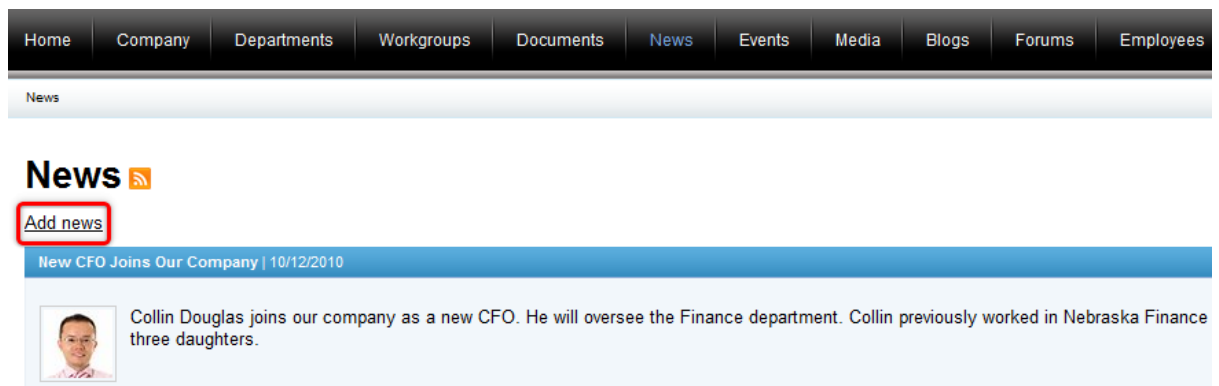 Home Company Departments Workgroups Documents News Events Media Blogs Forums Employees
News
News
Add news
New CFO Joins Our Company | 10/12/2010
Collin Douglas joins our company as a new CFO. He will oversee the Finance department. Collin previously worked in Nebraska Finance
three daughters.